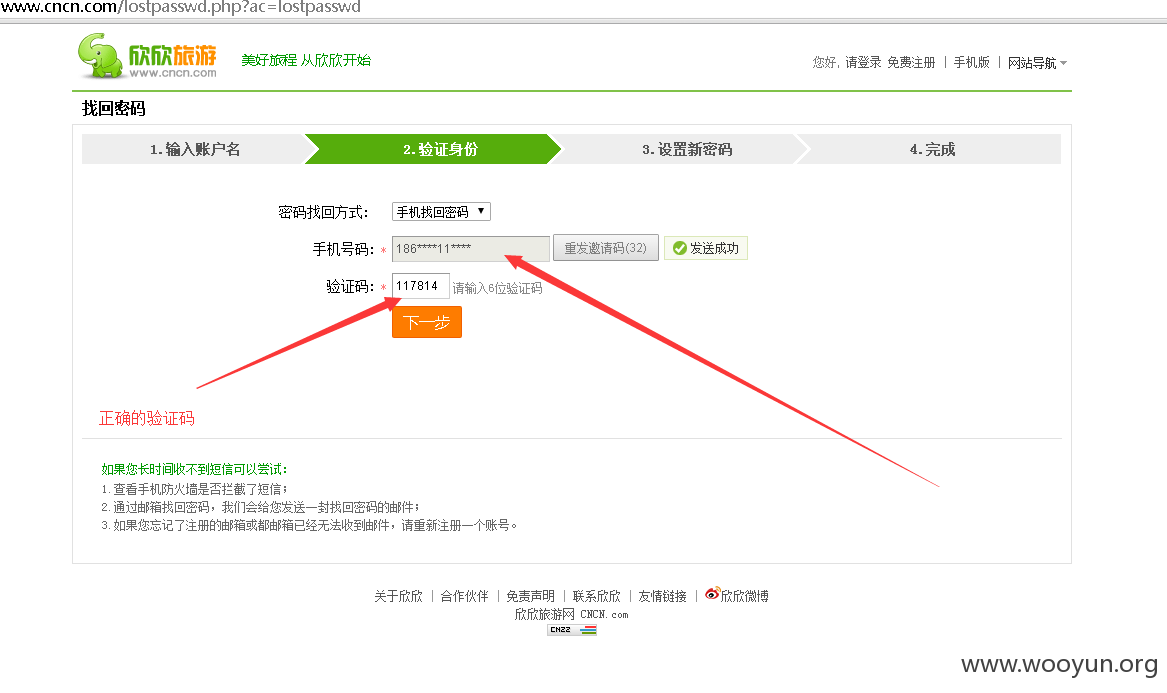 www.cncn.com/lostpasswd.php?ac=lostpasswd
欣欣旅游
www.cncn.com
美好旅程 从欣欣开始
您好, 请登录 免费注册 | 手机版 | 网站导航
找回密码
1.输入账户名 2.验证身份 3.设置新密码 4.完成
密码找回方式： 手机找回密码
手机号码：* 186****11**** 重发邀请码(32) 发送成功
验证码：* 117814 请输入6位验证码
下一步
正确的验证码
如果您长时间收不到短信可以尝试：
1.查看手机防火墙是否拦截了短信；
2.通过邮箱找回密码，我们会给您发送一封找回密码的邮件；
3.如果您忘记了注册的邮箱或都邮箱已经无法收到邮件，请重新注册一个账号。
关于欣欣 | 合作伙伴 | 免责声明 | 联系欣欣 | 友情链接 | 欣欣微博
欣欣旅游网 CNCN.com
CNZZ
www.wooyun.org